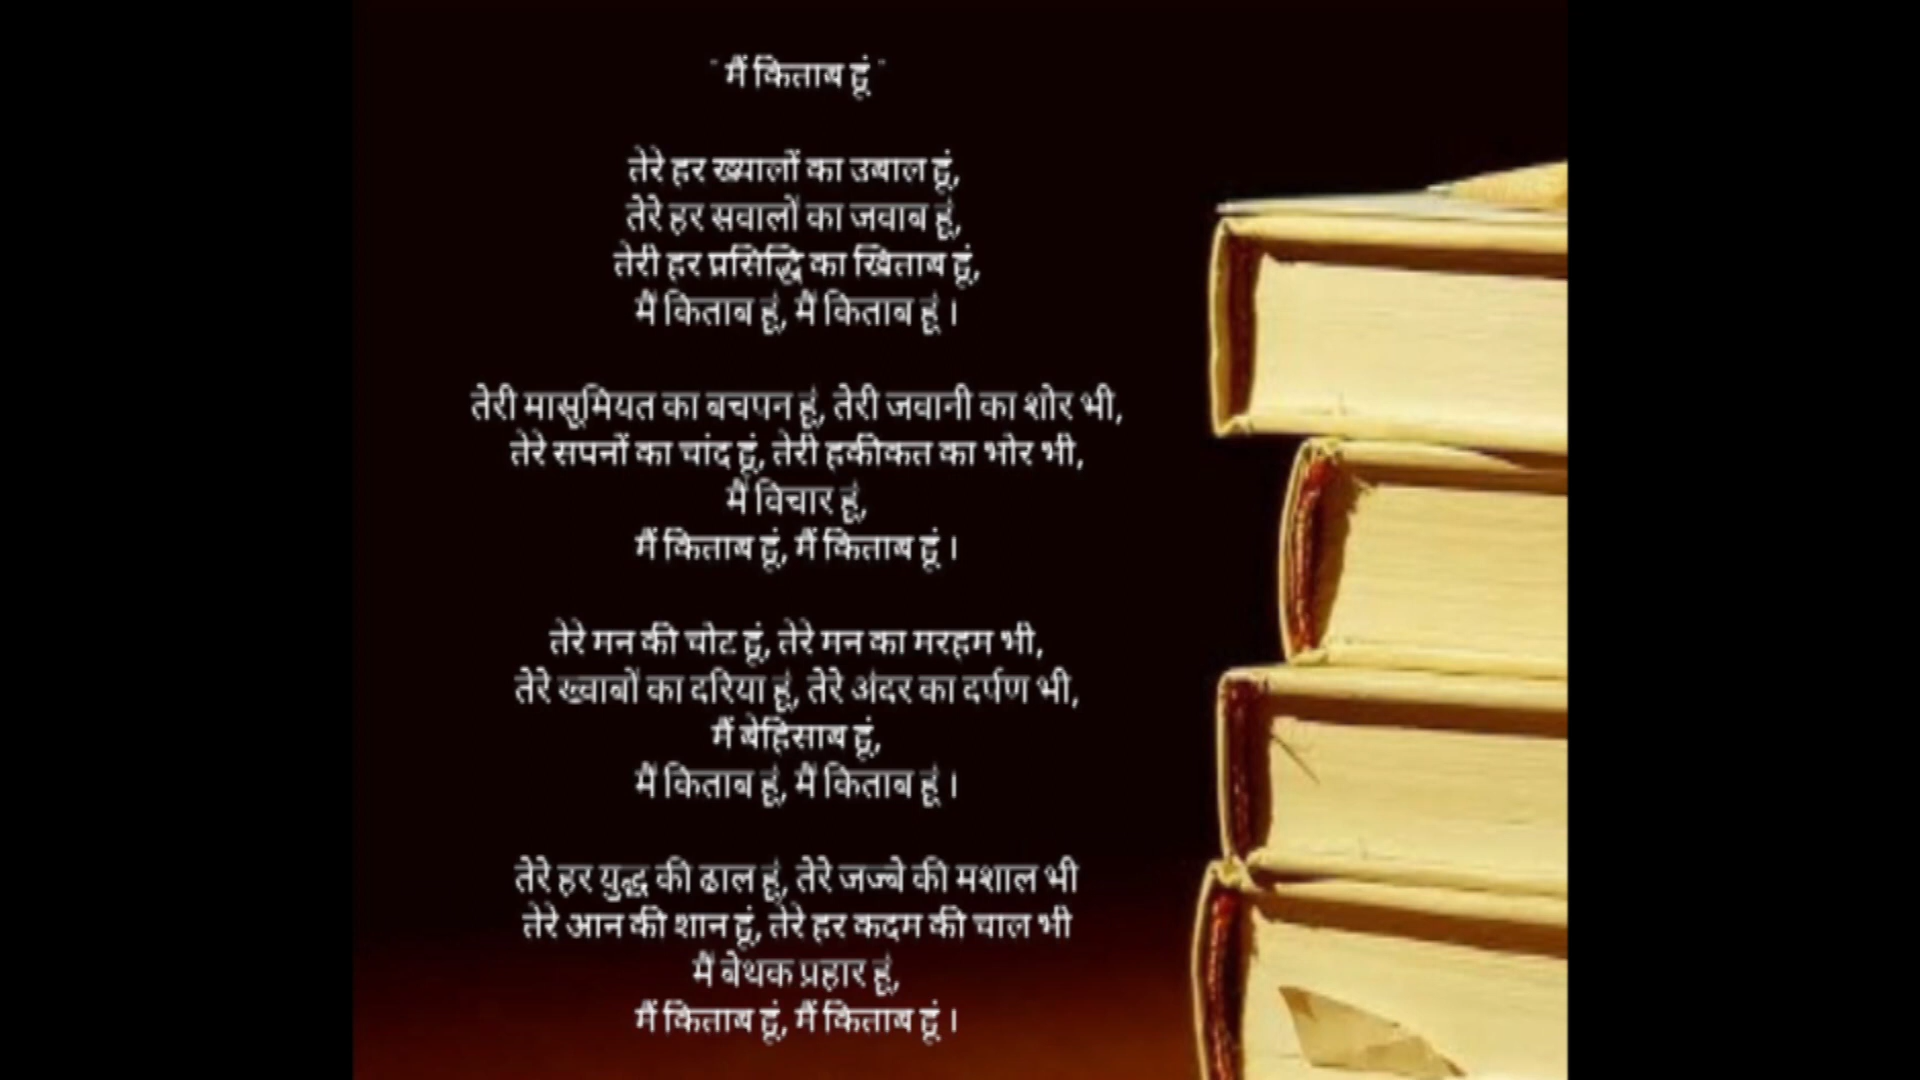 " मैं किताब हूं "
तेरे हर ख्यालों का उबाल हूं,
तेरे हर सवालों का जवाब हूं,
तेरी हर प्रसिद्धि का खिताब हूं,
मैं किताब हूं, मैं किताब हूं ।
तेरी मासूमियत का बचपन हूं, तेरी जवानी का शोर भी,
तेरे सपनों का चांद हूं, तेरी हकीकत का भोर भी,
मैं विचार हूं,
मैं किताब हूं, मैं किताब हूं ।
तेरे मन की चोट हूं, तेरे मन का मरहम भी,
तेरे ख्वाबों का दरिया हूं, तेरे अंदर का दर्पण भी,
मैं बेहिसाब हूं,
मैं किताब हूं, मैं किताब हूं ।
तेरे हर युद्ध की ढाल हूं, तेरे जज्बे की मशाल भी
तेरे आन की शान हूं, तेरे हर कदम की चाल भी
मैं बेथक प्रहार हूं,
मैं किताब हूं, मैं किताब हूं ।